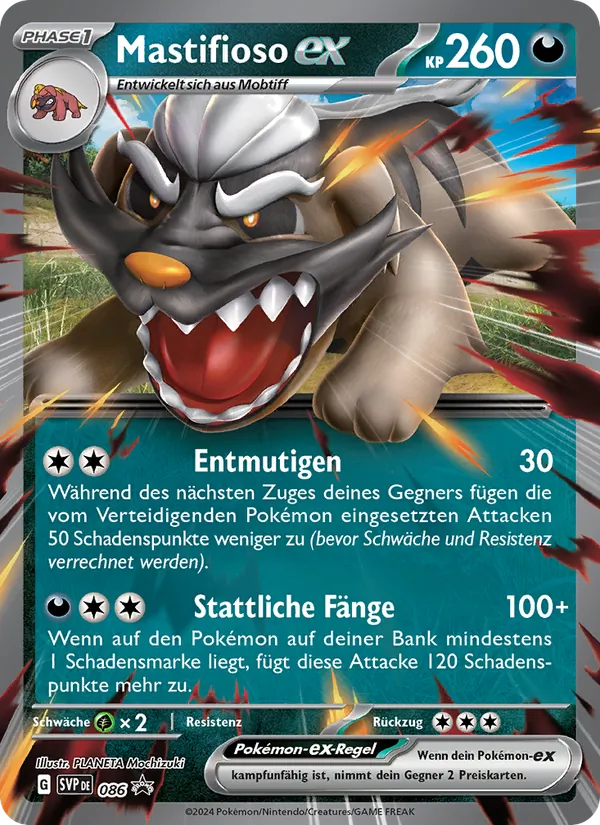 PHASE 1
Mastifioso ex KP 260
Entwickelt sich aus Mobtiff
Entmutigen 30
Während des nächsten Zuges deines Gegners fügen die
vom Verteidigenden Pokémon eingesetzten Attacken
50 Schadenspunkte weniger zu (bevor Schwäche und Resistenz
verrechnet werden).
Stattliche Fänge 100+
Wenn auf den Pokémon auf deiner Bank mindestens
1 Schadensmarke liegt, fügt diese Attacke 120 Schadens-
punkte mehr zu.
Schwäche ×2 Resistenz Rückzug
Illustr. PLANETA Mochizuki
Pokémon-ex-Regel Wenn dein Pokémon-ex
kampfunfähig ist, nimmt dein Gegner 2 Preiskarten.
G SVP DE 086
©2024 Pokémon/Nintendo/Creatures/GAME FREAK